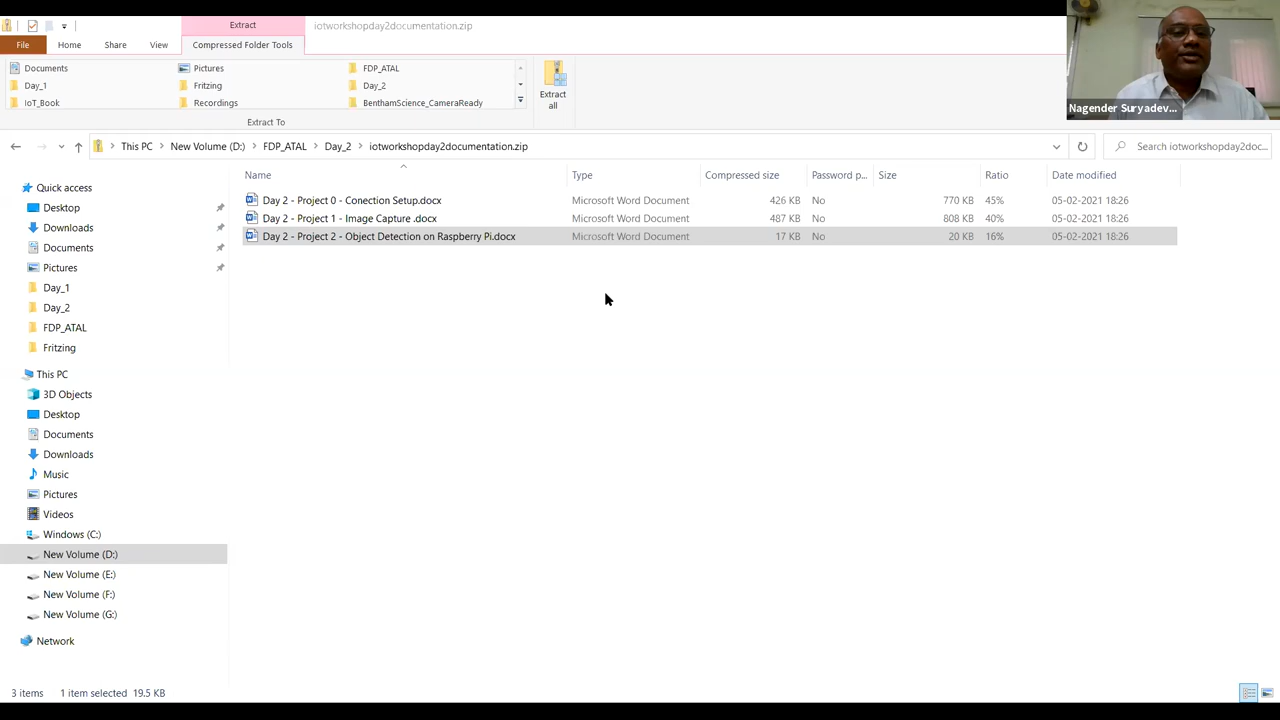 Extract
iotworkshopday2documentation.zip
File Home Share View Compressed Folder Tools
Documents Pictures FDP_ATAL
Day_1 Fritzing Day_2
IoT_Book Recordings BenthamScience_CameraReady
Extract all
Extract To
Nagender Suryadev...
This PC New Volume (D:) FDP_ATAL Day_2 iotworkshopday2documentation.zip
Search iotworkshopday2doc...
Name Type Compressed size Password p... Size Ratio Date modified
Day 2 - Project 0 - Conection Setup.docx Microsoft Word Document 426 KB No 770 KB 45% 05-02-2021 18:26
Day 2 - Project 1 - Image Capture .docx Microsoft Word Document 487 KB No 808 KB 40% 05-02-2021 18:26
Day 2 - Project 2 - Object Detection on Raspberry Pi.docx Microsoft Word Document 17 KB No 20 KB 16% 05-02-2021 18:26
Quick access
Desktop
Downloads
Documents
Pictures
Day_1
Day_2
FDP_ATAL
Fritzing
This PC
3D Objects
Desktop
Documents
Downloads
Music
Pictures
Videos
Windows (C:)
New Volume (D:)
New Volume (E:)
New Volume (F:)
New Volume (G:)
Network
3 items 1 item selected 19.5 KB